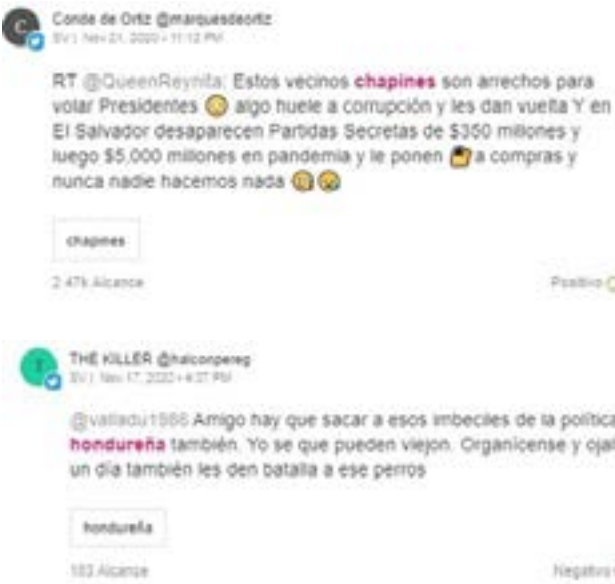 C
Conde de Ortiz @marquesdeortiz
SV | Nov 21, 2020 • 11:12 PM
RT @QueenReynita: Estos vecinos chapines son arrechos para
volar Presidentes algo huele a corrupción y les dan vuelta Y en
El Salvador desaparecen Partidas Secretas de $350 millones y
luego $5,000 millones en pandemia y le ponen a compras y
nunca nadie hacemos nada
chapines
2.47k Alcance
Positivo
T
THE KILLER @halconpereg
SV | Nov 17, 2020 • 4:37 PM
@valladu1986 Amigo hay que sacar a esos imbeciles de la política
hondureña también. Yo se que pueden viejon. Organícense y ojal
un día también les den batalla a ese perros
hondureña
183 Alcance
Negativo